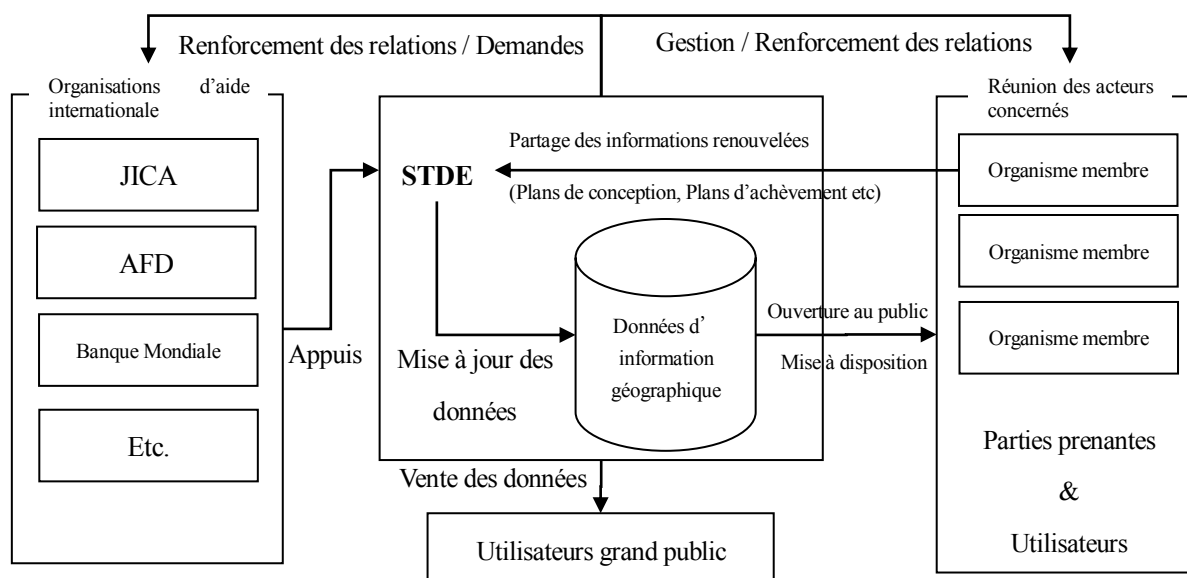 Renforcement des relations / Demandes
Gestion / Renforcement des relations
Organisations d’aide
internationale
JICA
AFD
Banque Mondiale
Etc.
Appuis
Partage des informations renouvelées
STDE
(Plans de conception, Plans d’achèvement etc)
Mise à jour des
données
Données d’
information
géographique
Ouverture au public
Mise à disposition
Vente des données
Utilisateurs grand public
Réunion des acteurs
concernés
Organisme membre
Organisme membre
Organisme membre
Parties prenantes
&
Utilisateurs